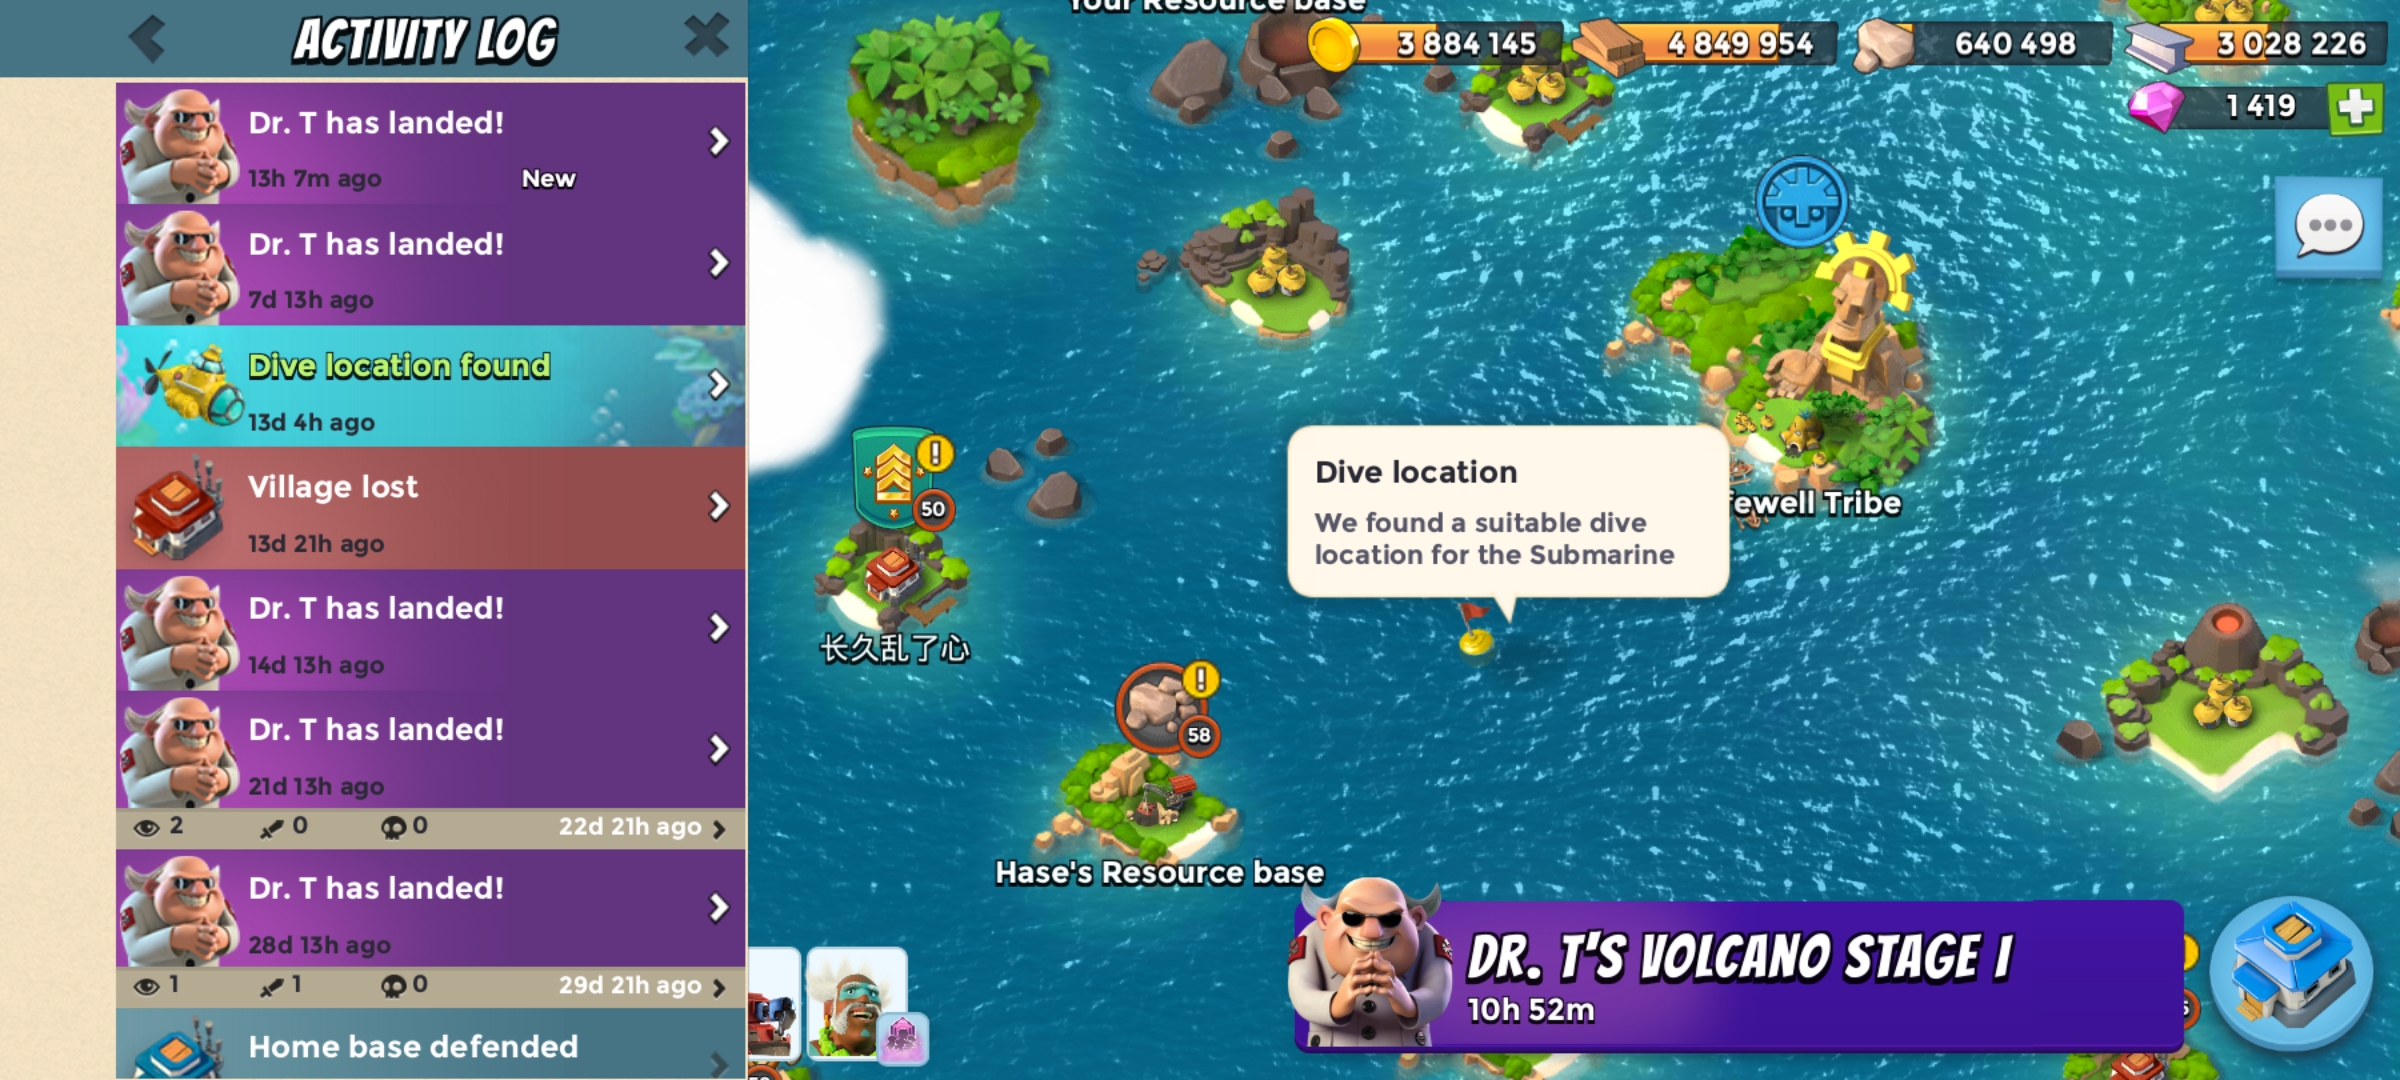 ACTIVITY LOG
Dr. T has landed!
13h 7m ago
New
Dr. T has landed!
7d 13h ago
Dive location found
13d 4h ago
Village lost
13d 21h ago
Dr. T has landed!
14d 13h ago
Dr. T has landed!
21d 13h ago
2 0 0 22d 21h ago
Dr. T has landed!
28d 13h ago
1 1 0 29d 21h ago
Home base defended
Your Resource base
3 884 145 4 849 954 640 498 3 028 226
1 419
50
长久乱了心
Dive location
We found a suitable dive
location for the Submarine
Tribe
58
Hase's Resource base
DR. T'S VOLCANO STAGE I
10h 52m